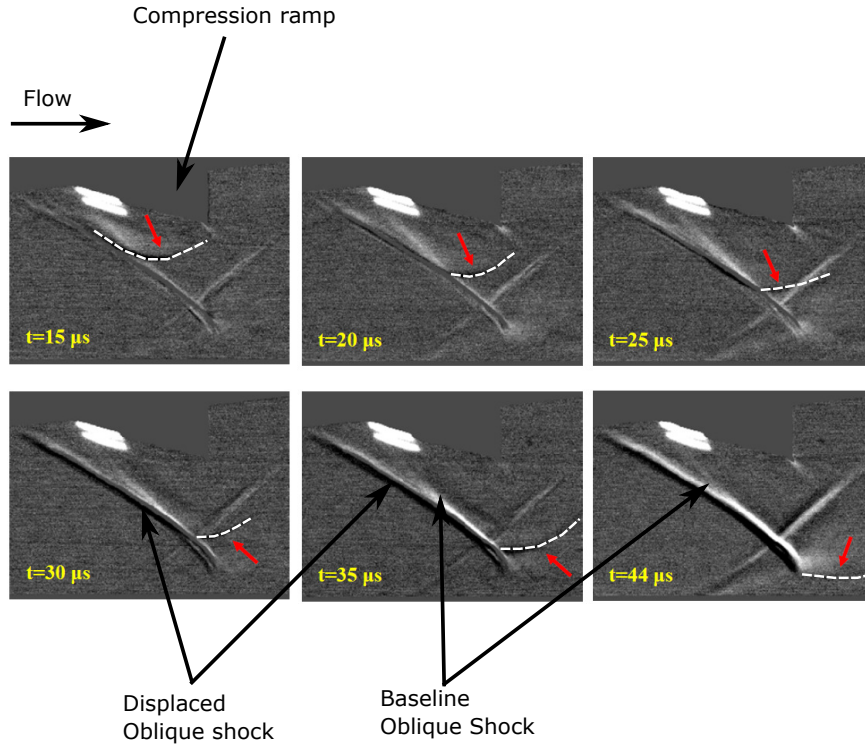 Compression ramp
Flow
t=15 µs
t=20 µs
t=25 µs
t=30 µs
t=35 µs
t=44 µs
Displaced
Oblique shock
Baseline
Oblique Shock